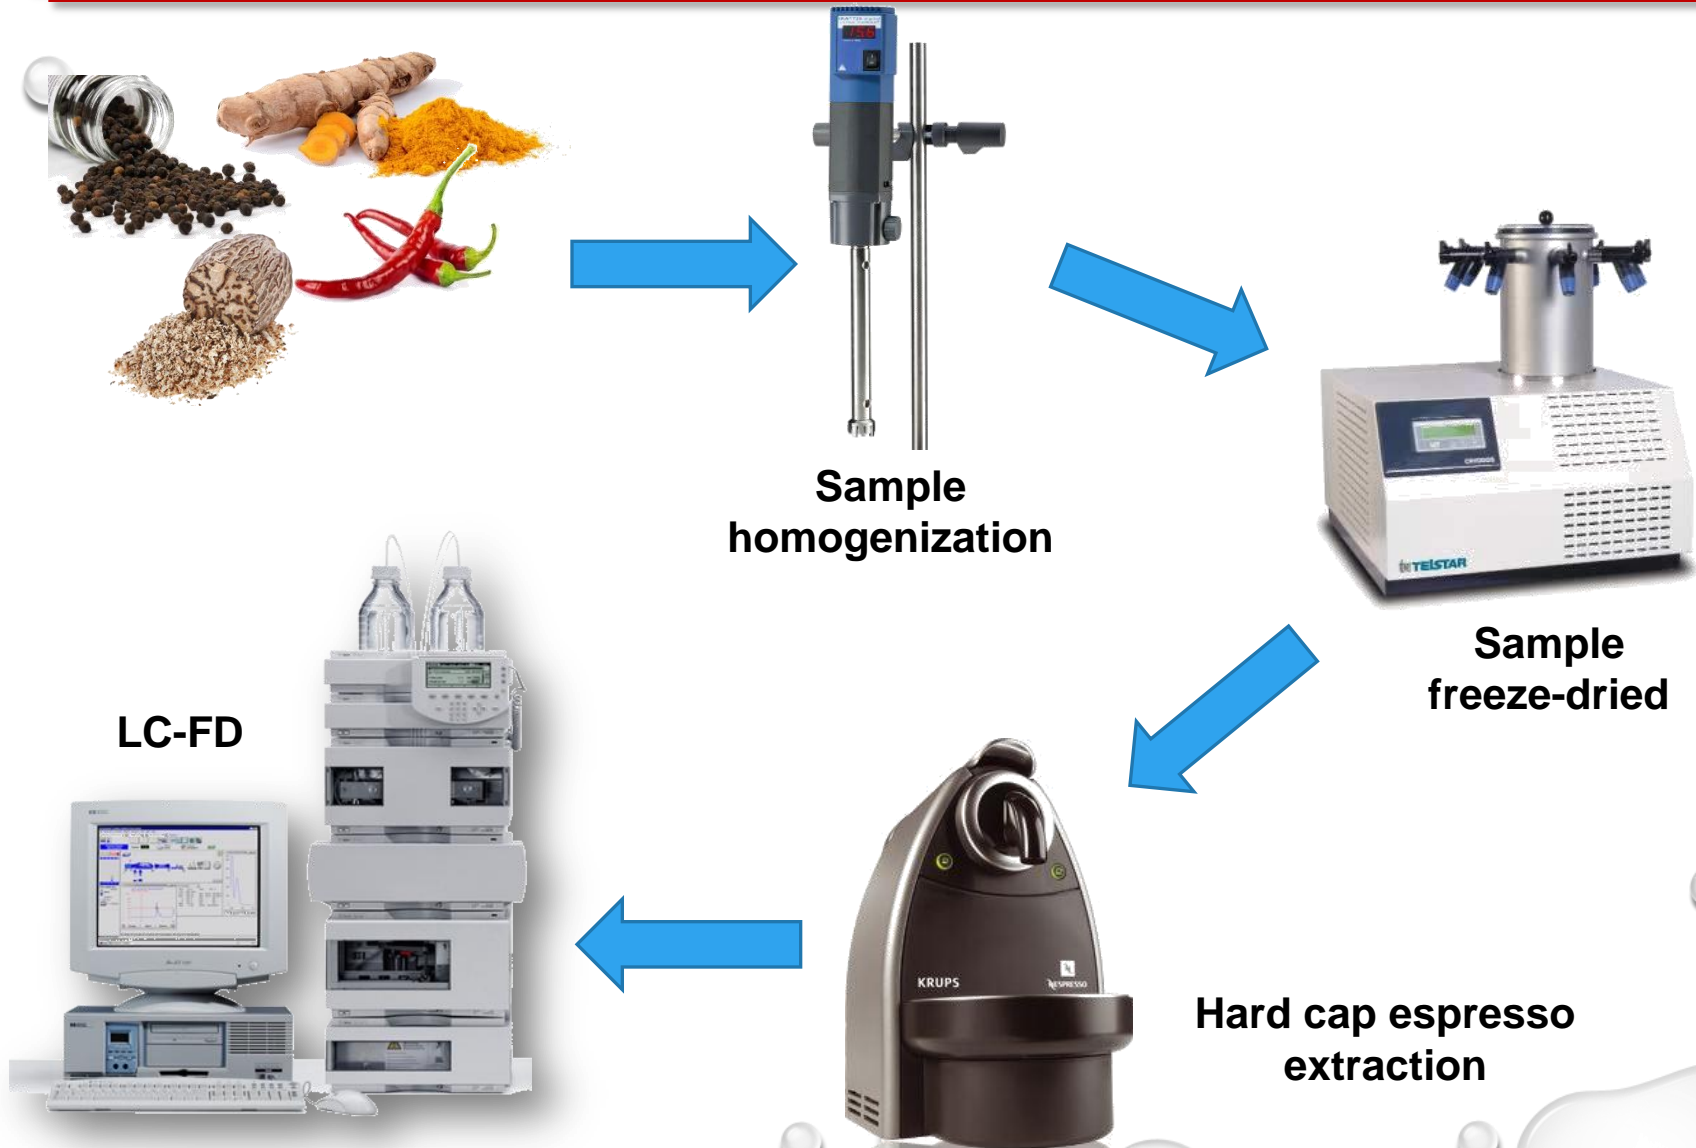 Sample
homogenization
TELSTAR
Sample
freeze-dried
LC-FD
KRUPS
NESPRESSO
Hard cap espresso
extraction